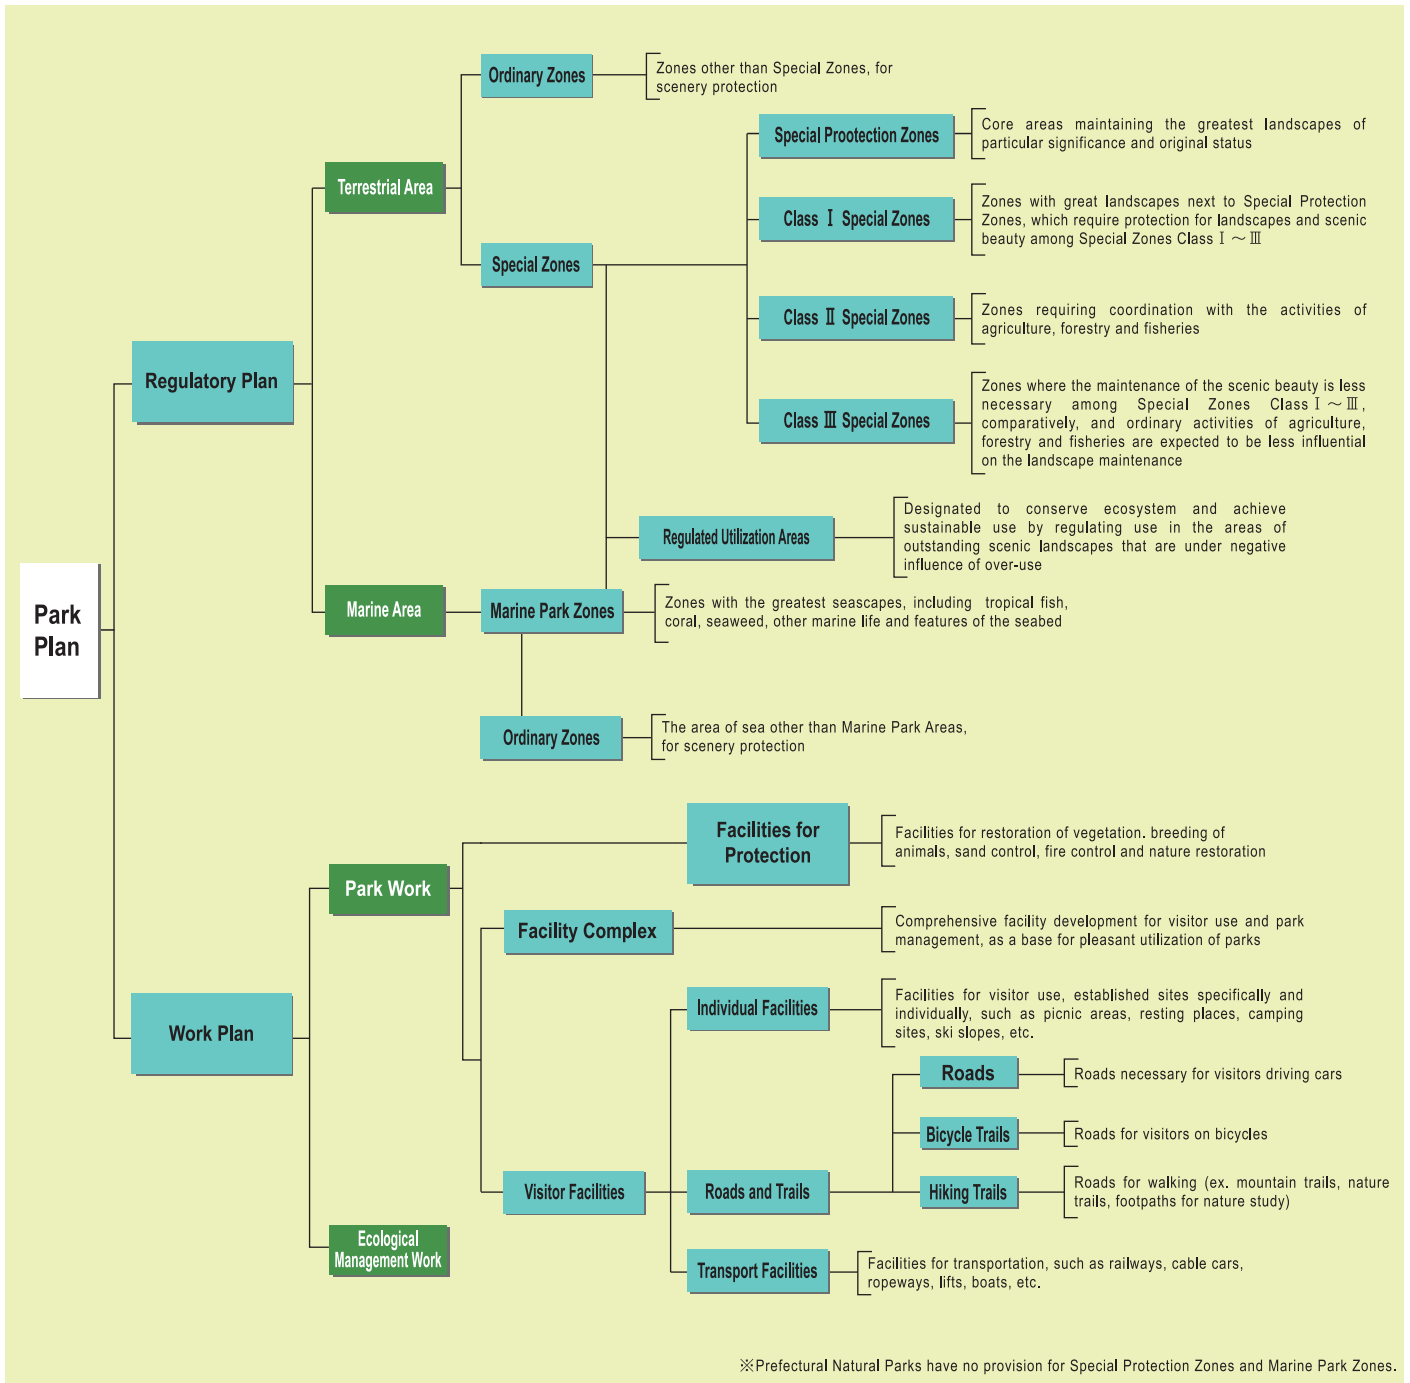 Ordinary Zones
Zones other than Special Zones, for
scenery protection
Special Prootection Zones
Core areas maintaining the greatest landscapes of
particular significance and original status
Terrestrial Area
Class Ⅰ Special Zones
Zones with great landscapes next to Special Protection
Zones, which require protection for landscapes and scenic
beauty among Special Zones Class Ⅰ～Ⅲ
Special Zones
Class Ⅱ Special Zones
Zones requiring coordination with the activities of
agriculture, forestry and fisheries
Regulatory Plan
Class Ⅲ Special Zones
Zones where the maintenance of the scenic beauty is less
necessary among Special Zones Class Ⅰ～Ⅲ,
comparatively, and ordinary activities of agriculture,
forestry and fisheries are expected to be less influential
on the landscape maintenance
Regulated Utilization Areas
Designated to conserve ecosystem and achieve
sustainable use by regulating use in the areas of
outstanding scenic landscapes that are under negative
influence of over-use
Park
Plan
Marine Area
Marine Park Zones
Zones with the greatest seascapes, including tropical fish,
coral, seaweed, other marine life and features of the seabed
Ordinary Zones
The area of sea other than Marine Park Areas,
for scenery protection
Facilities for
Protection
Facilities for restoration of vegetation. breeding of
animals, sand control, fire control and nature restoration
Park Work
Facility Complex
Comprehensive facility development for visitor use and park
management, as a base for pleasant utilization of parks
Individual Facilities
Facilities for visitor use, established sites specifically and
individually, such as picnic areas, resting places, camping
sites, ski slopes, etc.
Work Plan
Roads
Roads necessary for visitors driving cars
Bicycle Trails
Roads for visitors on bicycles
Visitor Facilities
Roads and Trails
Hiking Trails
Roads for walking (ex. mountain trails, nature
trails, footpaths for nature study)
Ecological
Management Work
Transport Facilities
Facilities for transportation, such as railways, cable cars,
ropeways, lifts, boats, etc.
※Prefectural Natural Parks have no provision for Special Protection Zones and Marine Park Zones.